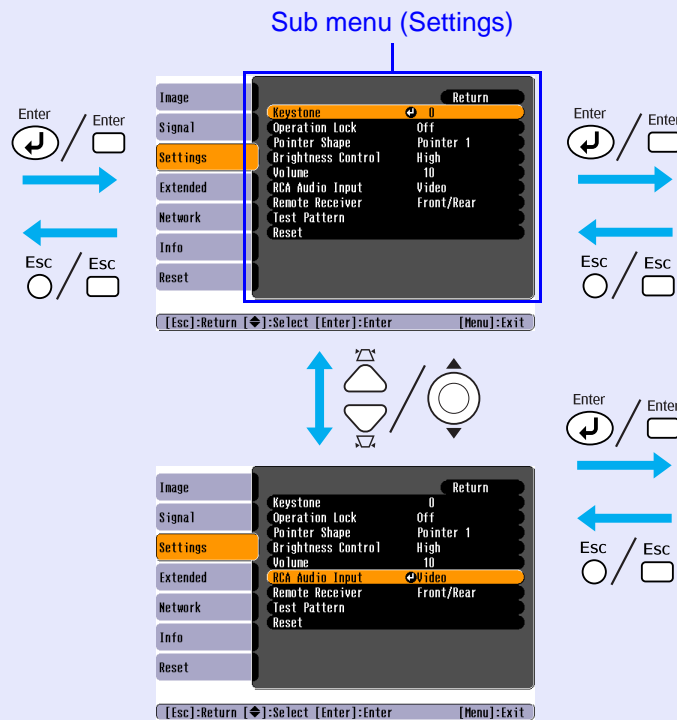 Sub menu (Settings)
Enter
Enter
Esc
Esc
Image
Signal
Settings
Extended
Network
Info
Reset
Return
Keystone 0
Operation Lock Off
Pointer Shape Pointer 1
Brightness Control High
Volume 10
RCA Audio Input Video
Remote Receiver Front/Rear
Test Pattern
Reset
[Esc]:Return [ ]:Select [Enter]:Enter [Menu]:Exit
Enter
Enter
Esc
Esc
Image
Signal
Settings
Extended
Network
Info
Reset
Return
Keystone 0
Operation Lock Off
Pointer Shape Pointer 1
Brightness Control High
Volume 10
RCA Audio Input Video
Remote Receiver Front/Rear
Test Pattern
Reset
[Esc]:Return [ ]:Select [Enter]:Enter [Menu]:Exit
Enter
Enter
Esc
Esc